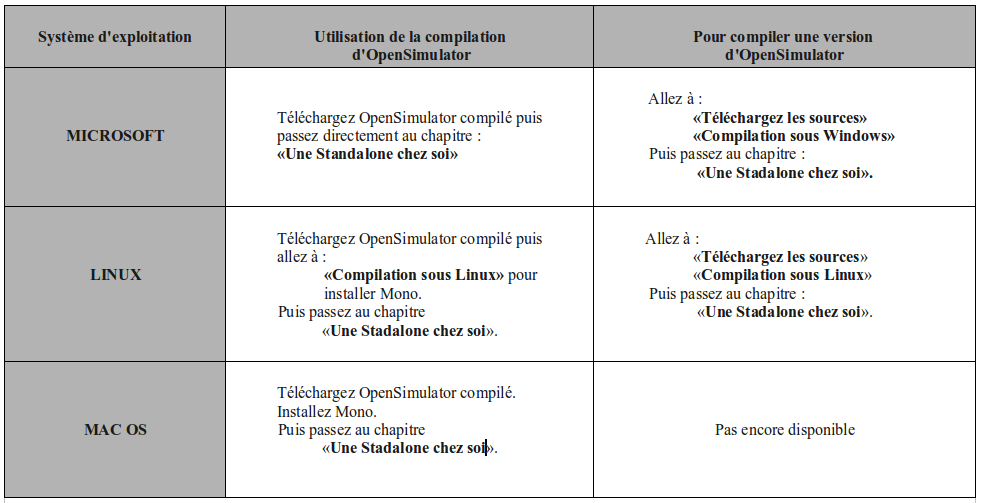 Système d'exploitation
Utilisation de la compilation
d'OpenSimulator
Pour compiler une version
d'OpenSimulator
MICROSOFT
Téléchargez OpenSimulator compilé puis
passez directement au chapitre :
«Une Standalone chez soi»
Allez à :
«Téléchargez les sources»
«Compilation sous Windows»
Puis passez au chapitre :
«Une Stadalone chez soi».
LINUX
Téléchargez OpenSimulator compilé puis
allez à :
«Compilation sous Linux» pour
installer Mono.
Puis passez au chapitre
«Une Stadalone chez soi».
Allez à :
«Téléchargez les sources»
«Compilation sous Linux»
Puis passez au chapitre :
«Une Stadalone chez soi».
MAC OS
Téléchargez OpenSimulator compilé.
Installez Mono.
Puis passez au chapitre
«Une Stadalone chez soi».
Pas encore disponible